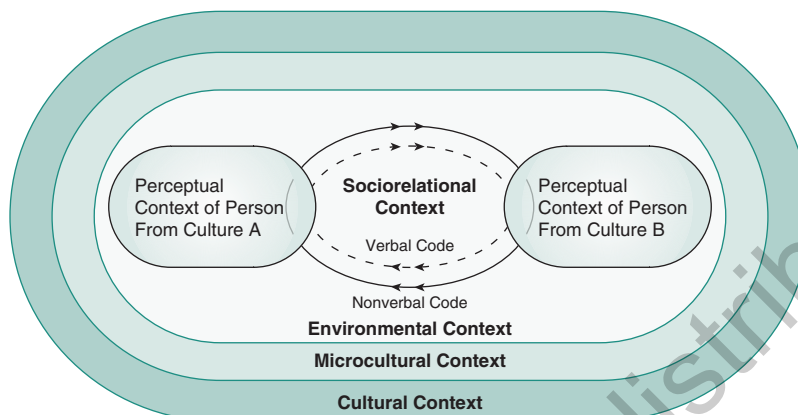 Perceptual
Context of Person
From Culture A
Sociorelational
Context
Perceptual
Context of Person
From Culture B
Verbal Code
Nonverbal Code
Environmental Context
Microcultural Context
Cultural Context